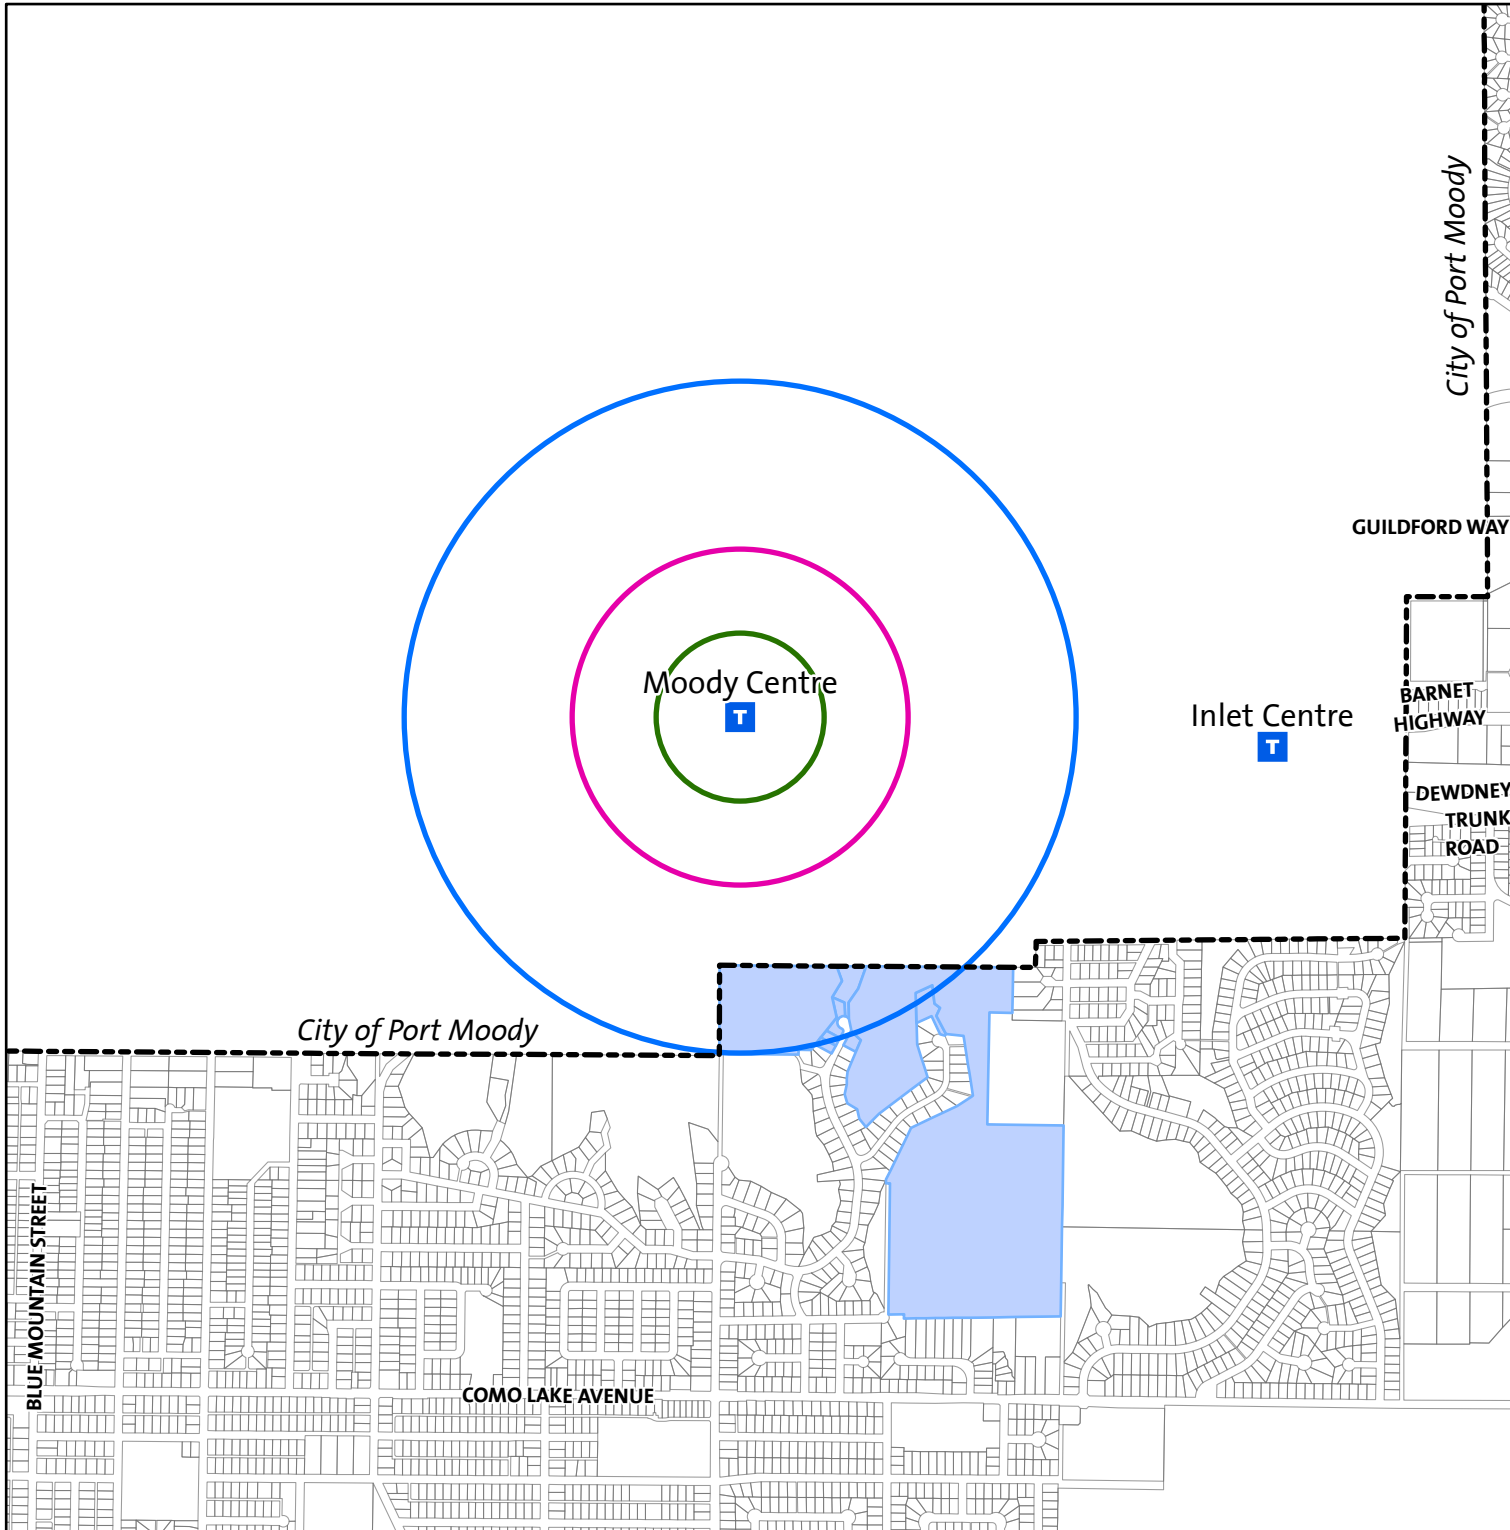 City of Port Moody
GUILDFORD WAY
Moody Centre
T
Inlet Centre
T
BARNET
HIGHWAY
DEWDNEY
TRUNK
ROAD
City of Port Moody
BLUE MOUNTAIN STREET
COMO LAKE AVENUE